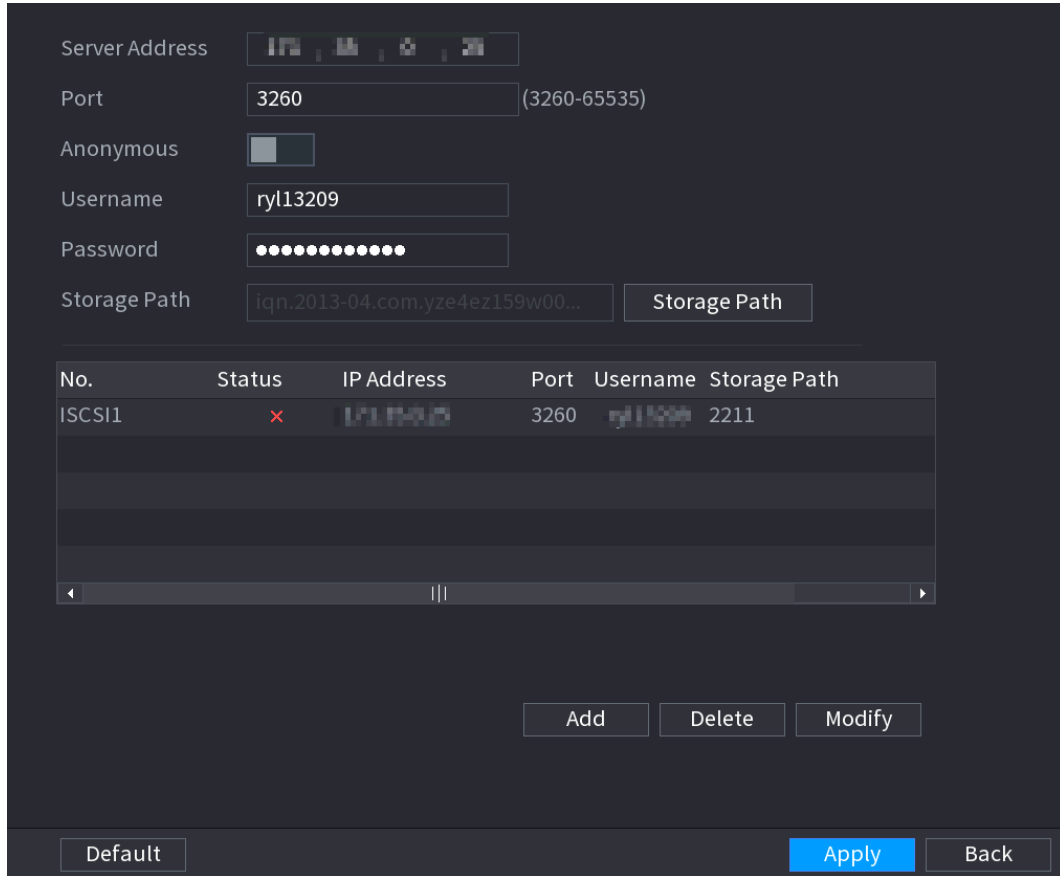 Server Address
Port 3260 (3260-65535)
Anonymous
Username ryl13209
Password
Storage Path iqn.2013-04.com.yze4ez159w00... Storage Path
No. Status IP Address Port Username Storage Path
ISCSI1 3260 2211
Add Delete Modify
Default Apply Back